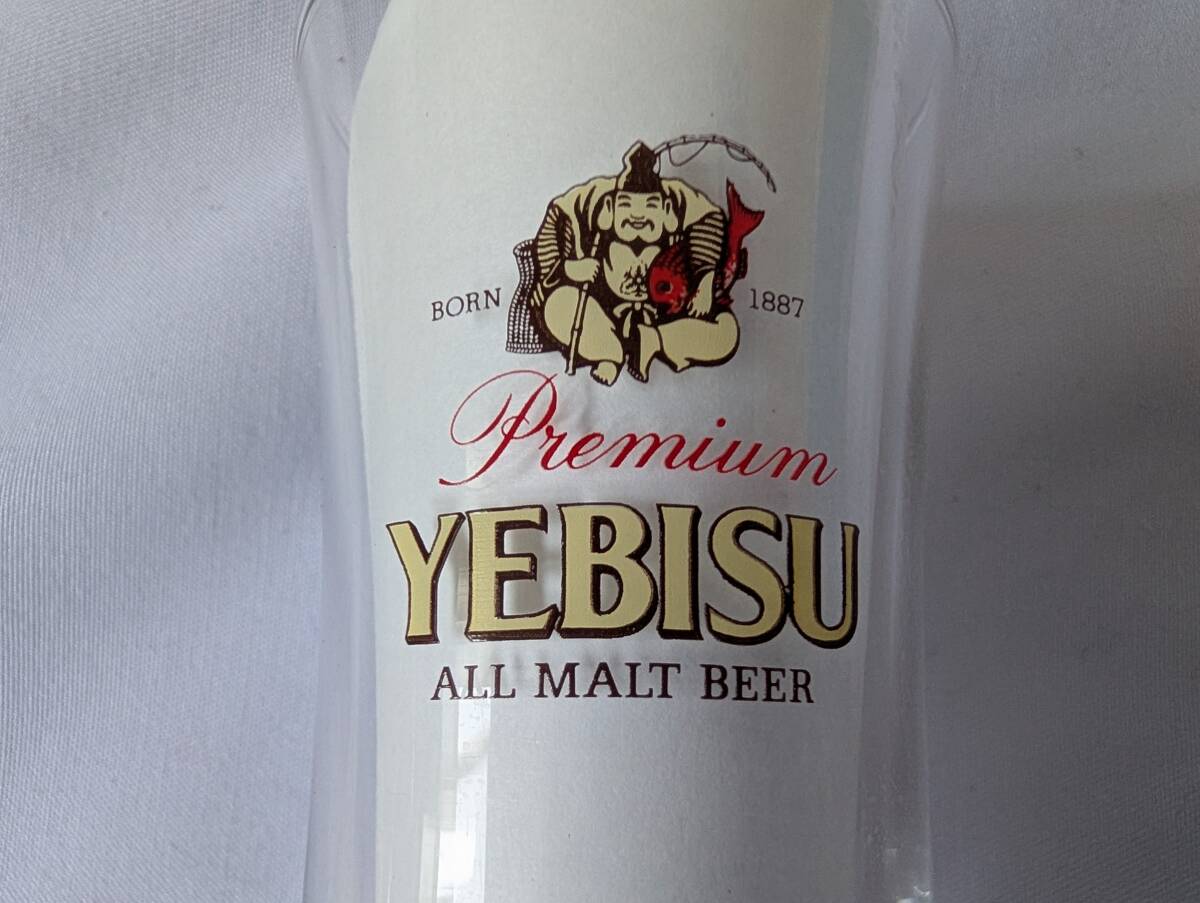 BORN 1887
Premium
YEBISU
ALL MALT BEER